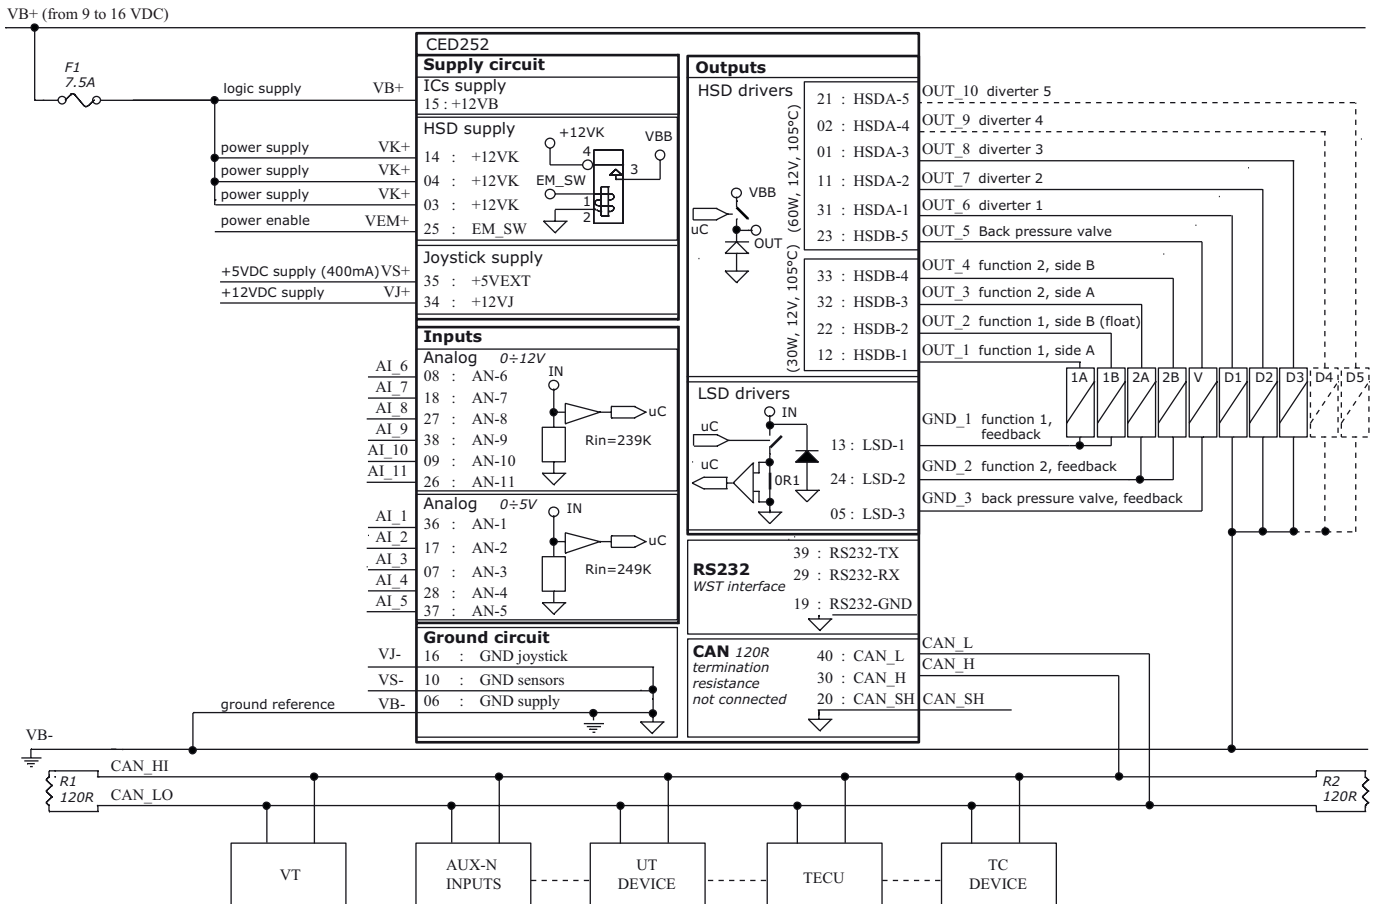 VB+ (from 9 to 16 VDC)
F1
7.5A
logic supply VB+
power supply VK+
power supply VK+
power supply VK+
power enable VEM+
+5VDC supply (400mA) VS+
+12VDC supply VJ+
CED252
Supply circuit
ICs supply
15 : +12VB
HSD supply
14 : +12VK
04 : +12VK
03 : +12VK
25 : EM_SW
+12VK
VBB
4
3
EM_SW
1
2
Joystick supply
35 : +5VEXT
34 : +12VJ
Inputs
Analog 0÷12V
AI_6 08 : AN-6
AI_7 18 : AN-7
AI_8 27 : AN-8
AI_9 38 : AN-9
AI_10 09 : AN-10
AI_11 26 : AN-11
IN
uC
Rin=239K
Analog 0÷5V
AI_1 36 : AN-1
AI_2 17 : AN-2
AI_3 07 : AN-3
AI_4 28 : AN-4
AI_5 37 : AN-5
IN
uC
Rin=249K
Ground circuit
VJ- 16 : GND joystick
VS- 10 : GND sensors
ground reference VB- 06 : GND supply
Outputs
HSD drivers
(60W, 12V, 105°C)
(30W, 12V, 105°C)
VBB
uC
OUT
21 : HSDA-5 OUT_10 diverter 5
02 : HSDA-4 OUT_9 diverter 4
01 : HSDA-3 OUT_8 diverter 3
11 : HSDA-2 OUT_7 diverter 2
31 : HSDA-1 OUT_6 diverter 1
23 : HSDB-5 OUT_5 Back pressure valve
33 : HSDB-4 OUT_4 function 2, side B
32 : HSDB-3 OUT_3 function 2, side A
22 : HSDB-2 OUT_2 function 1, side B (float)
12 : HSDB-1 OUT_1 function 1, side A
1A 1B 2A 2B V D1 D2 D3 D4 D5
LSD drivers
IN
uC
uC
0R1
13 : LSD-1 GND_1 function 1,
feedback
24 : LSD-2 GND_2 function 2, feedback
05 : LSD-3 GND_3 back pressure valve, feedback
RS232
WST interface
39 : RS232-TX
29 : RS232-RX
19 : RS232-GND
CAN 120R
termination
resistance
not connected
40 : CAN_L CAN_L
30 : CAN_H CAN_H
20 : CAN_SH CAN_SH
VB-
CAN_HI
R1
120R
CAN_LO
R2
120R
VT
AUX-N
INPUTS
UT
DEVICE
TECU
TC
DEVICE